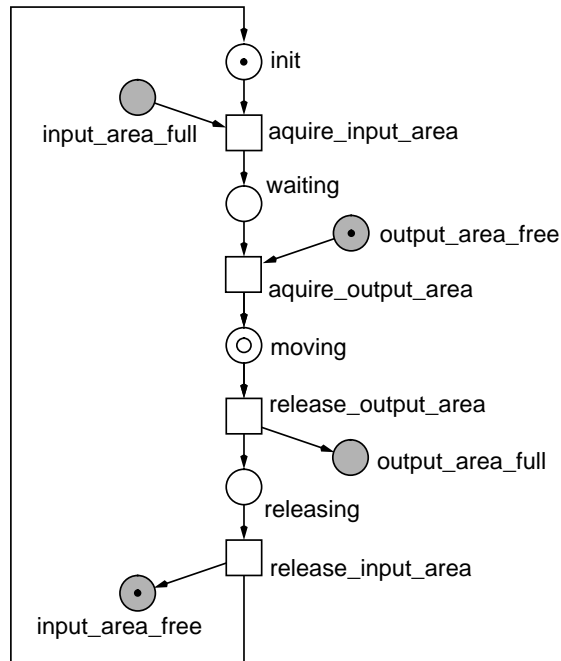 init
input_area_full
aquire_input_area
waiting
output_area_free
aquire_output_area
moving
release_output_area
output_area_full
releasing
release_input_area
input_area_free